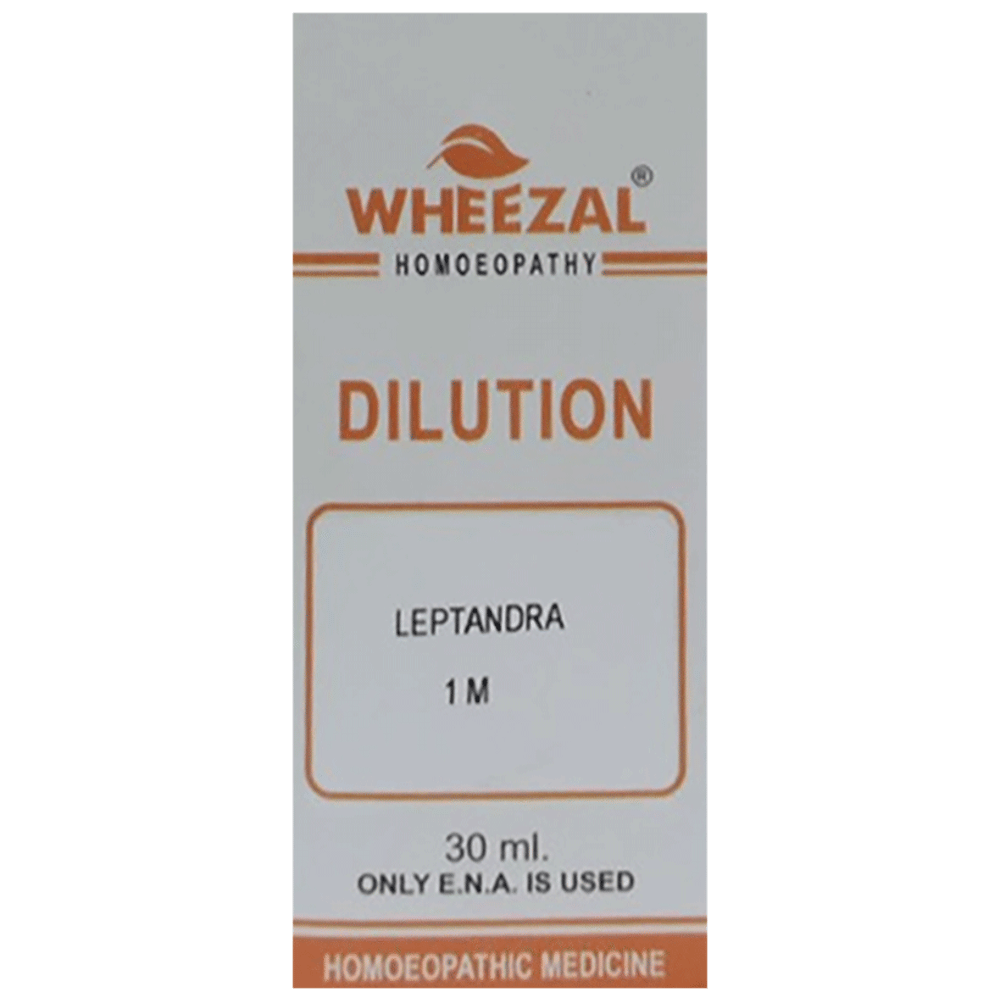 WHEEZAL®
HOMOEOPATHY
DILUTION
LEPTANDRA
1 M
30 ml.
ONLY E.N.A. IS USED
HOMOEOPATHIC MEDICINE